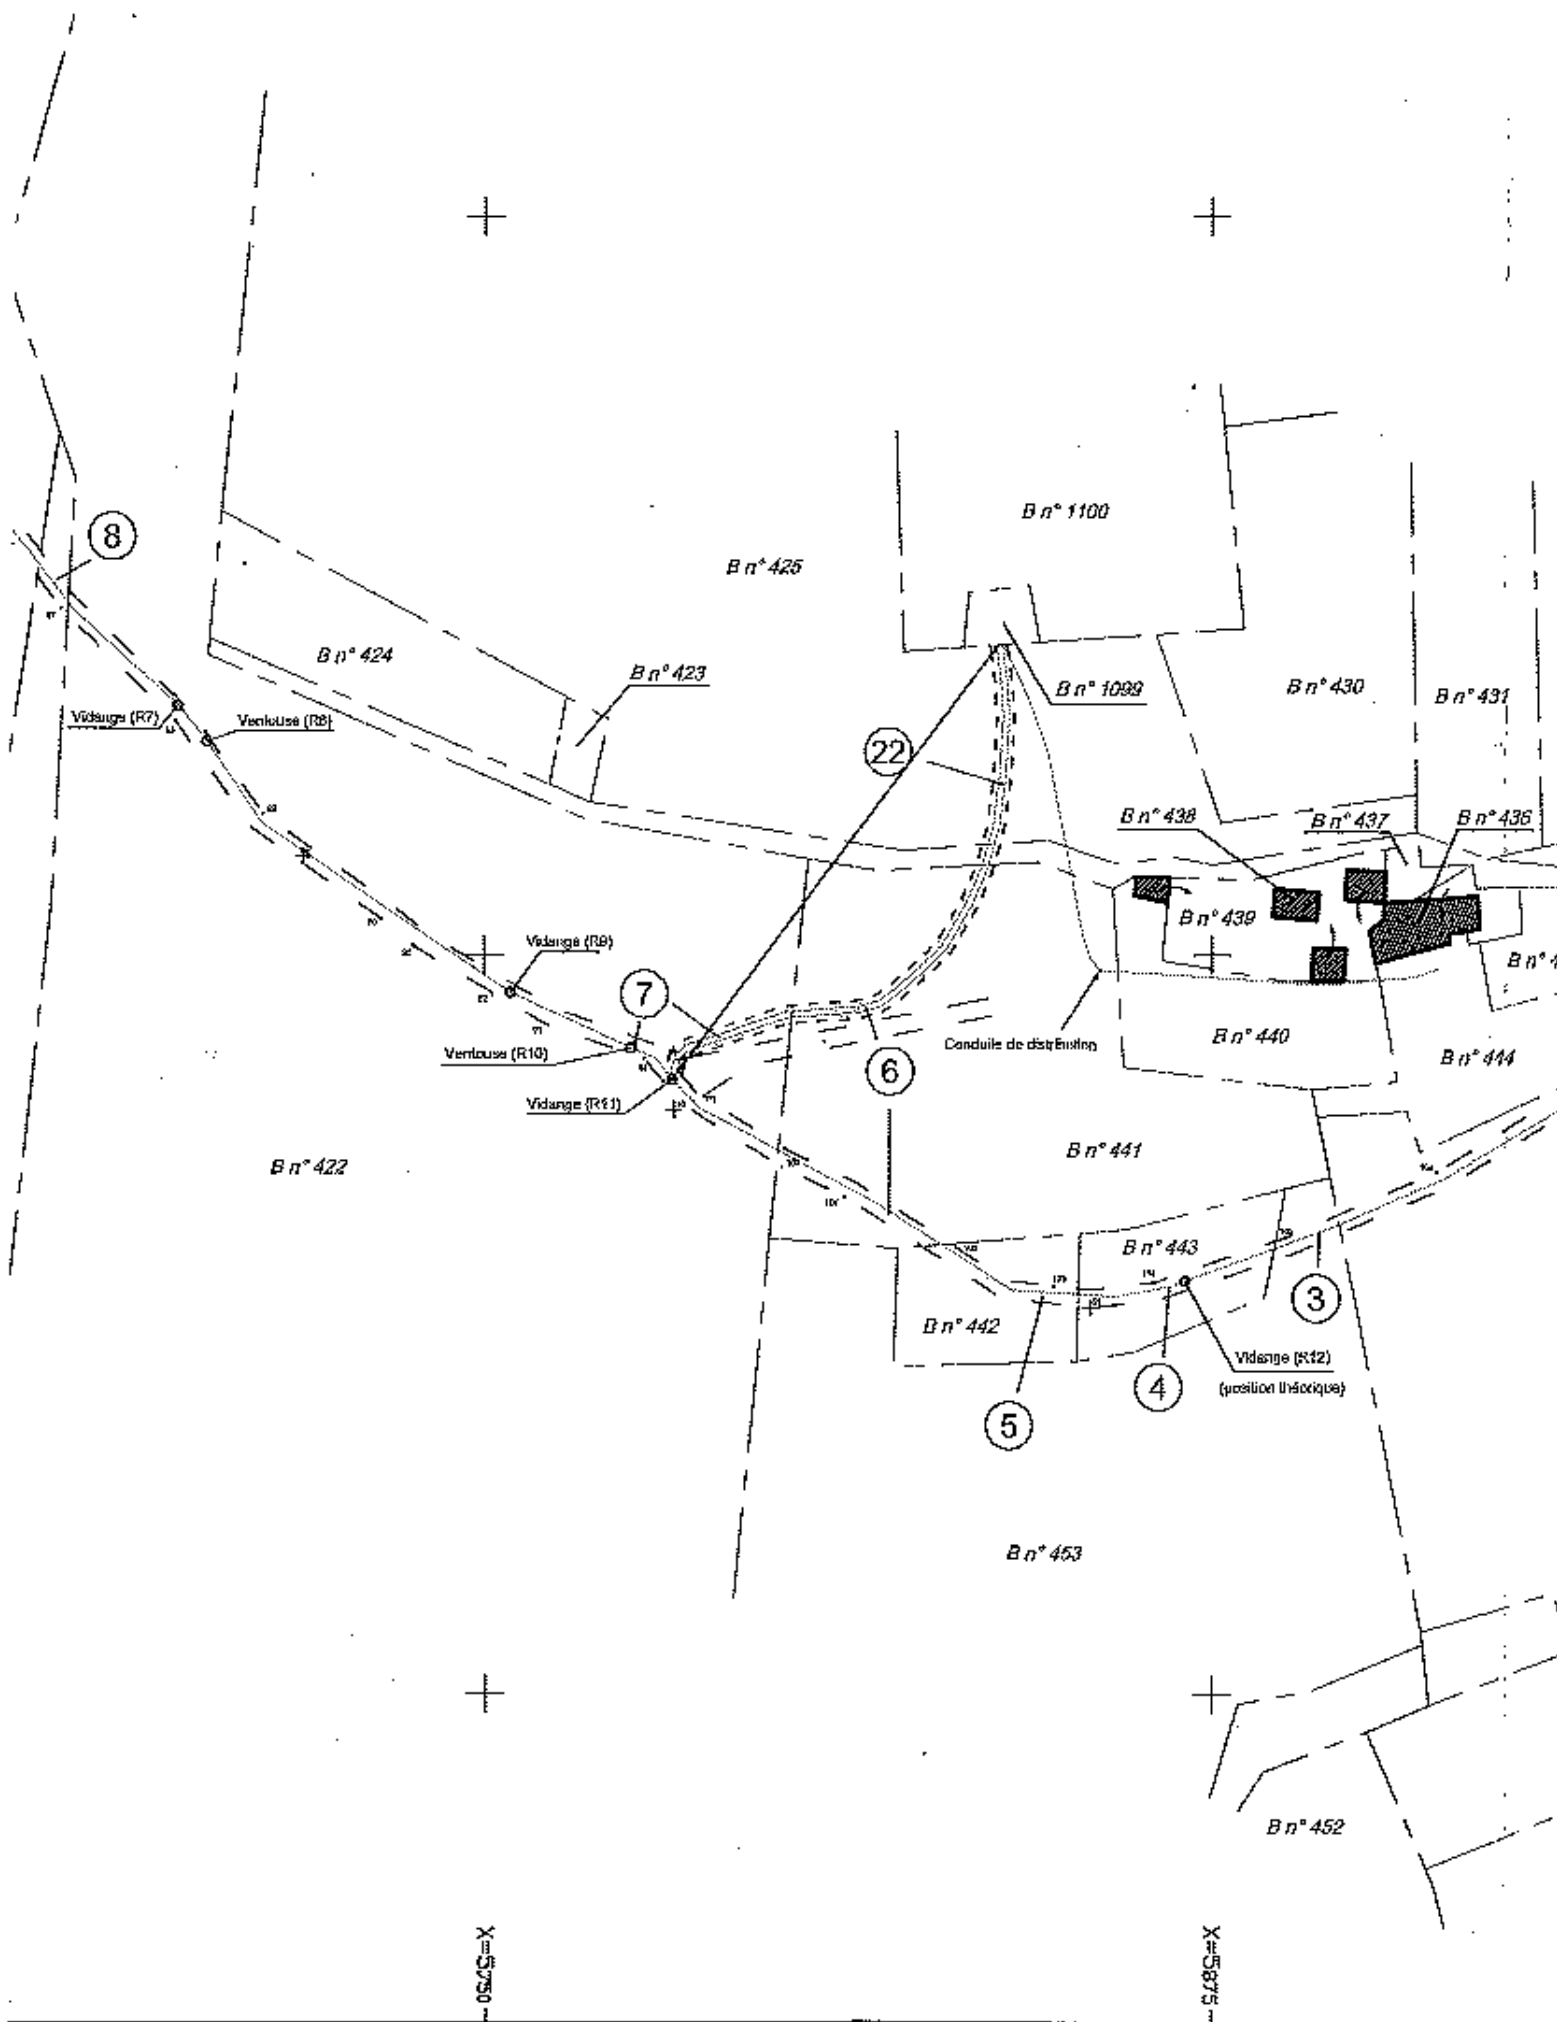 B n° 1100
8
B n° 425
B n° 424
B n° 423
B n° 1099
B n° 430
B n° 431
Vidange (R7)
Ventouse (R8)
22
B n° 438
B n° 437
B n° 436
B n° 439
Vidange (R9)
7
B n°
Ventouse (R10)
Conduite de distribution
B n° 440
B n° 444
6
Vidange (R11)
B n° 441
B n° 422
B n° 443
3
B n° 442
Vidange (R12)
(position théorique)
4
5
B n° 453
B n° 452
X=5750
X=5875